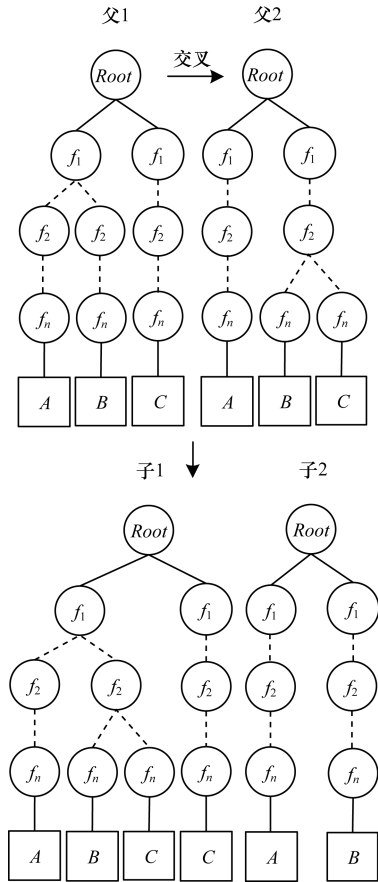 父1 父2
交叉
Root Root
f1 f1 f1 f1
f2 f2 f2 f2 f2
fn fn fn fn fn fn
A B C A B C
子1 子2
Root Root
f1 f1 f1 f1
f2 f2 f2 f2 f2
fn fn fn fn fn fn
A B C C A B